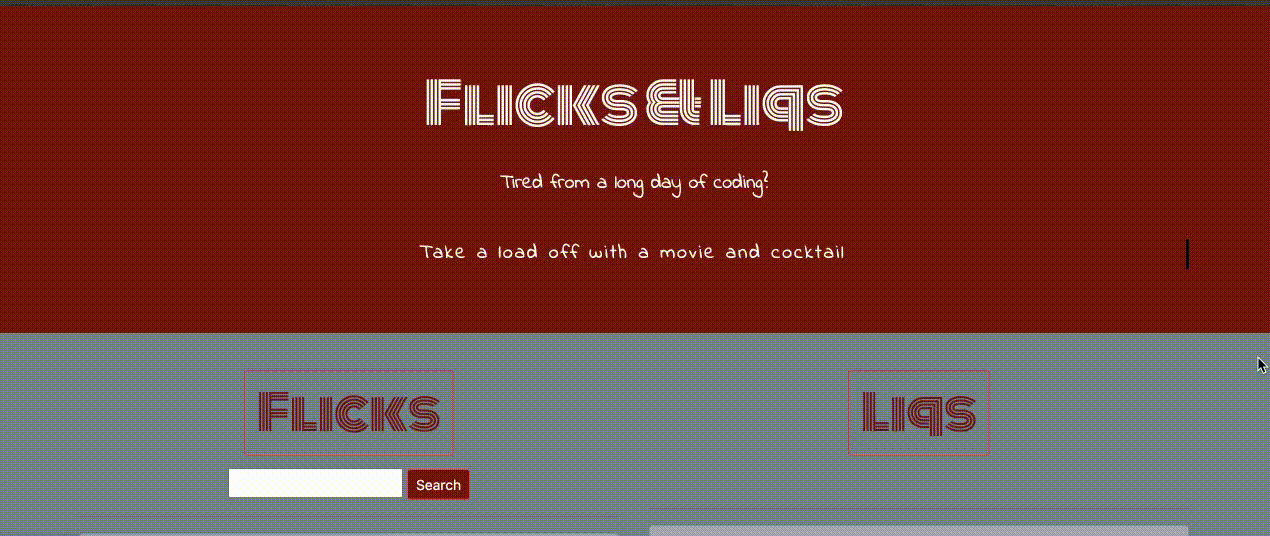 Flicks & Liqs
Tired from a long day of coding?
Take a load off with a movie and cocktail
Flicks
Liqs
Search